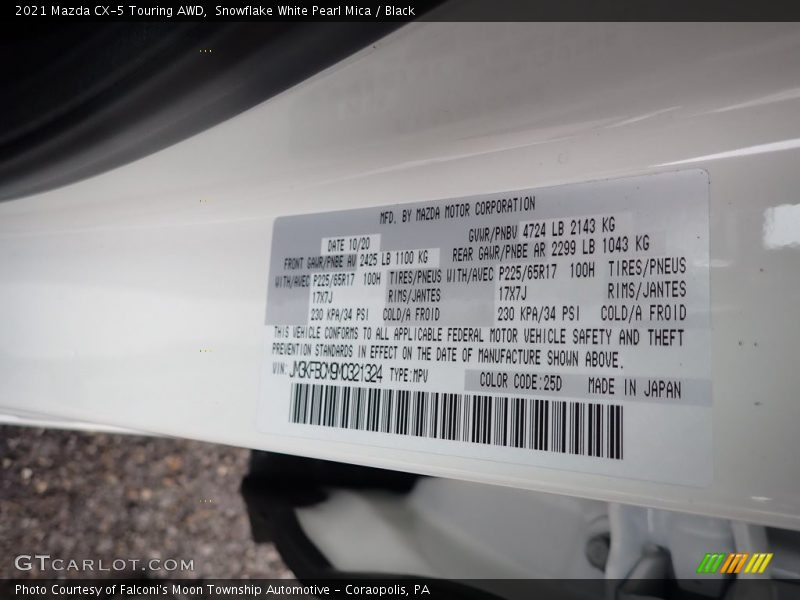 2021 Mazda CX-5 Touring AWD, Snowflake White Pearl Mica / Black
MFD. BY MAZDA MOTOR CORPORATION
DATE 10/20 GVWR/PNBV 4724 LB 2143 KG
FRONT GAWR/PNBE AV 2425 LB 1100 KG REAR GAWR/PNBE AR 2299 LB 1043 KG
WITH/AVEC P225/65R17 100H TIRES/PNEUS WITH/AVEC P225/65R17 100H TIRES/PNEUS
17X7J RIMS/JANTES 17X7J RIMS/JANTES
230 KPA/34 PSI COLD/A FROID 230 KPA/34 PSI COLD/A FROID
THIS VEHICLE CONFORMS TO ALL APPLICABLE FEDERAL MOTOR VEHICLE SAFETY AND THEFT
PREVENTION STANDARDS IN EFFECT ON THE DATE OF MANUFACTURE SHOWN ABOVE.
VIN: JM3KFBCM9M0321324 TYPE:MPV COLOR CODE:25D MADE IN JAPAN
GTCARLOT.COM
Photo Courtesy of Falconi's Moon Township Automotive - Coraopolis, PA